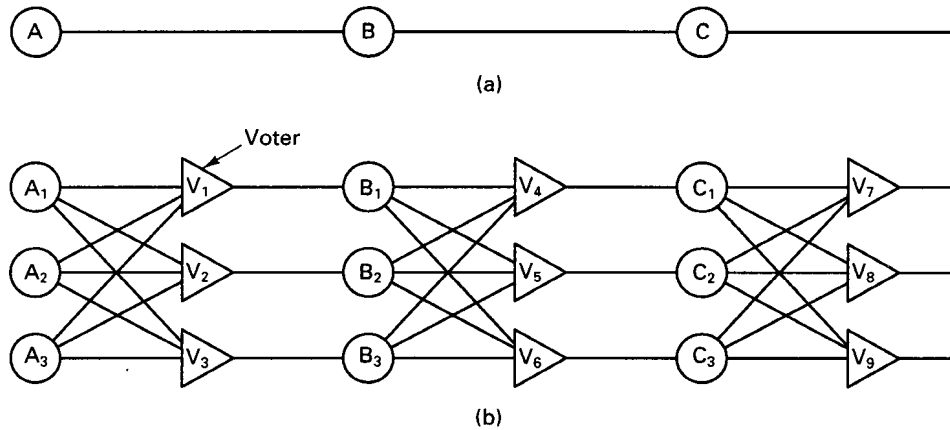 A B C
(a)
Voter
A1 V1 B1 V4 C1 V7
A2 V2 B2 V5 C2 V8
A3 V3 B3 V6 C3 V9
(b)